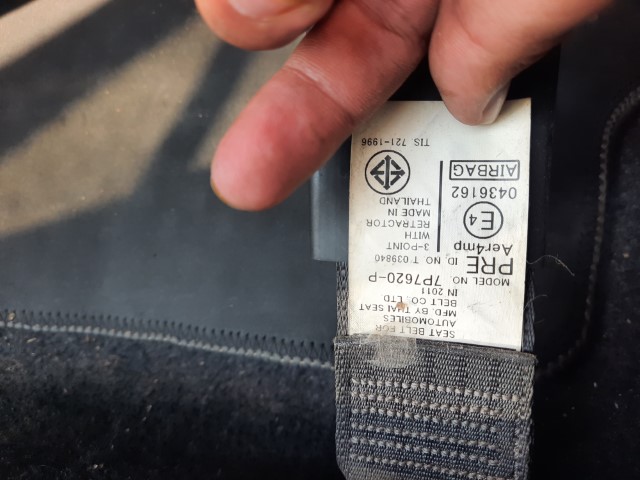 SEAT BELT FOR
AUTOMOBILES
MFD. BY THAI SEAT
BELT CO., LTD
IN 2011
MODEL NO. 7P7620-P
PRE ID NO. T 039840
Aer4mp
E4
0436162
AIRBAG
3-POINT
WITH
RETRACTOR
MADE IN
THAILAND
TIS. 721-1996